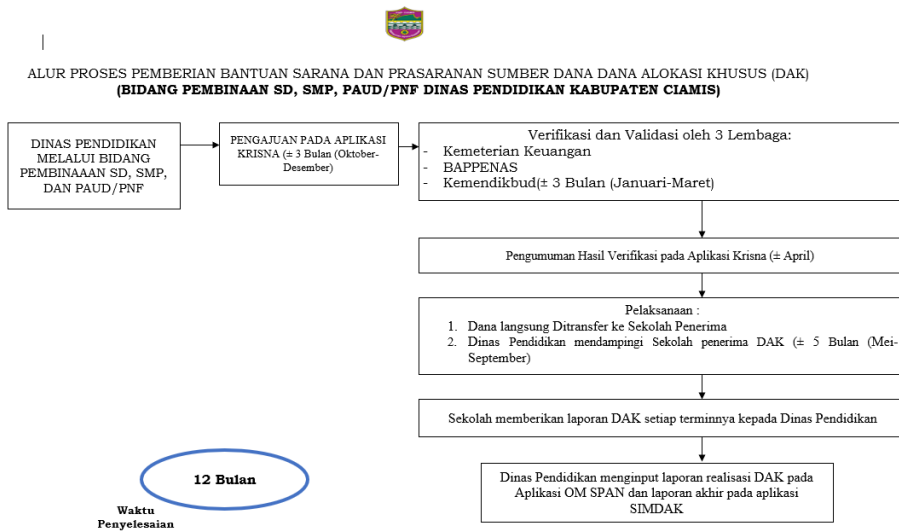 ALUR PROSES PEMBERIAN BANTUAN SARANA DAN PRASARANAN SUMBER DANA DANA ALOKASI KHUSUS (DAK)
(BIDANG PEMBINAAN SD, SMP, PAUD/PNF DINAS PENDIDIKAN KABUPATEN CIAMIS)
DINAS PENDIDIKAN
MELALUI BIDANG
PEMBINAAAN SD, SMP,
DAN PAUD/PNF
PENGAJUAN PADA APLIKASI
KRISNA (± 3 Bulan (Oktober-
Desember)
Verifikasi dan Validasi oleh 3 Lembaga:
- Kemeterian Keuangan
- BAPPENAS
- Kemendikbud(± 3 Bulan (Januari-Maret)
Pengumuman Hasil Verifikasi pada Aplikasi Krisna (± April)
Pelaksanaan :
1. Dana langsung Ditransfer ke Sekolah Penerima
2. Dinas Pendidikan mendampingi Sekolah penerima DAK (± 5 Bulan (Mei-
September)
Sekolah memberikan laporan DAK setiap terminnya kepada Dinas Pendidikan
Dinas Pendidikan menginput laporan realisasi DAK pada
Aplikasi OM SPAN dan laporan akhir pada aplikasi
SIMDAK
12 Bulan
Waktu
Penyelesaian